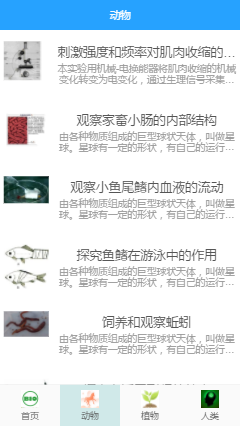 动物
刺激强度和频率对肌肉收缩的...
本实验用机械-电换能器将肌肉收缩的机械
变化转变为电变化，通过生理信号采集...
观察家畜小肠的内部结构
由各种物质组成的巨型球状天体，叫做星
球。星球有一定的形状，有自己的运行...
观察小鱼尾鳍内血液的流动
由各种物质组成的巨型球状天体，叫做星
球。星球有一定的形状，有自己的运行...
探究鱼鳍在游泳中的作用
由各种物质组成的巨型球状天体，叫做星
球。星球有一定的形状，有自己的运行...
饲养和观察蚯蚓
由各种物质组成的巨型球状天体，叫做星
球。星球有一定的形状，有自己的运行...
首页
动物
植物
人类